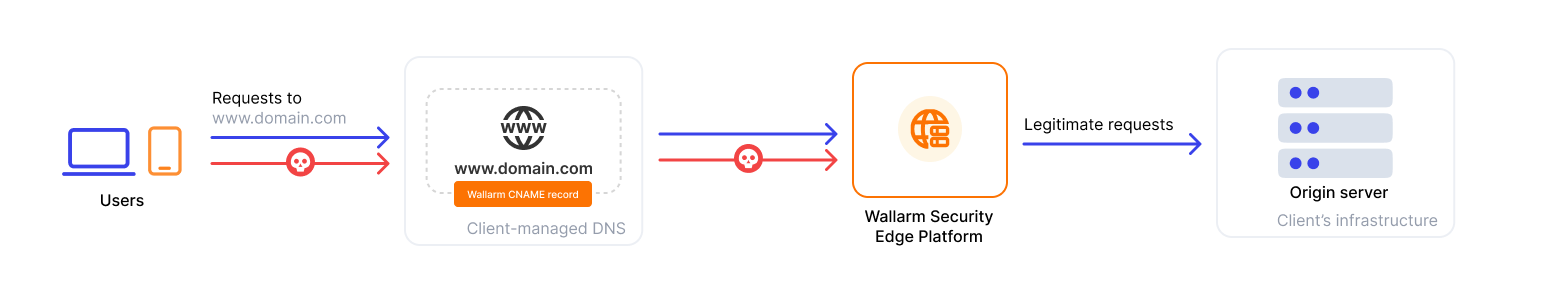 Requests to
www.domain.com
Users
www
www.domain.com
Wallarm CNAME record
Client-managed DNS
Wallarm Security
Edge Platform
Legitimate requests
Origin server
Client’s infrastructure